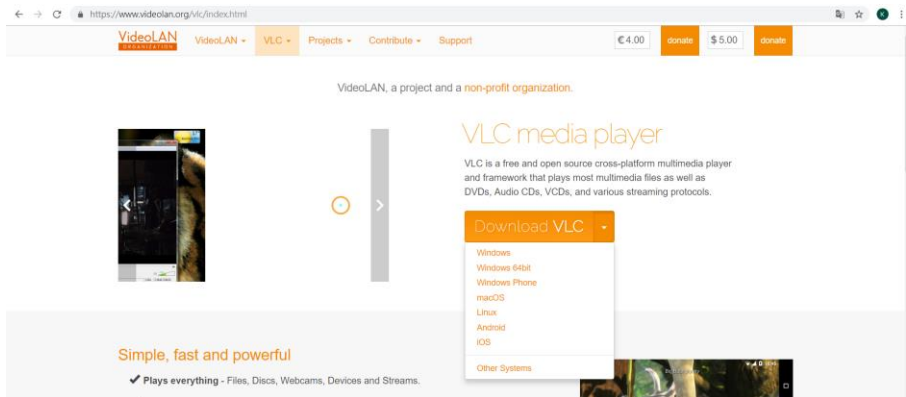 https://www.videolan.org/vlc/index.html
VideoLAN
ORGANIZATION
VideoLAN
VLC
Projects
Contribute
Support
€ 4.00
donate
$ 5.00
donate
VideoLAN, a project and a non-profit organization.
VLC media player
VLC is a free and open source cross-platform multimedia player
and framework that plays most multimedia files as well as
DVDs, Audio CDs, VCDs, and various streaming protocols.
Download VLC
Windows
Windows 64bit
Windows Phone
macOS
Linux
Android
iOS
Other Systems
Simple, fast and powerful
Plays everything - Files, Discs, Webcams, Devices and Streams.